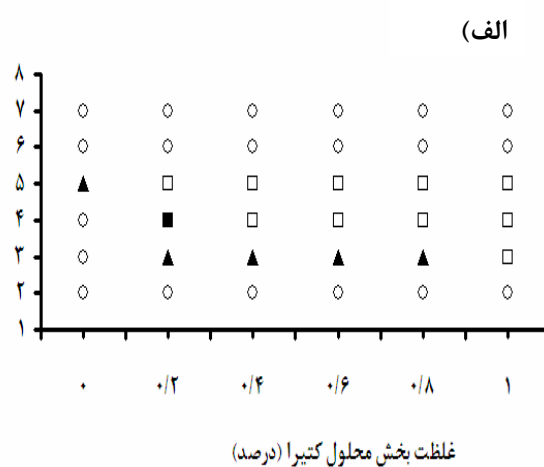 الف)
۸
۷
۶
۵
۴
۳
۲
۱
۰ ۰/۲ ۰/۴ ۰/۶ ۰/۸ ۱
غلظت بخش محلول کتیرا (درصد)